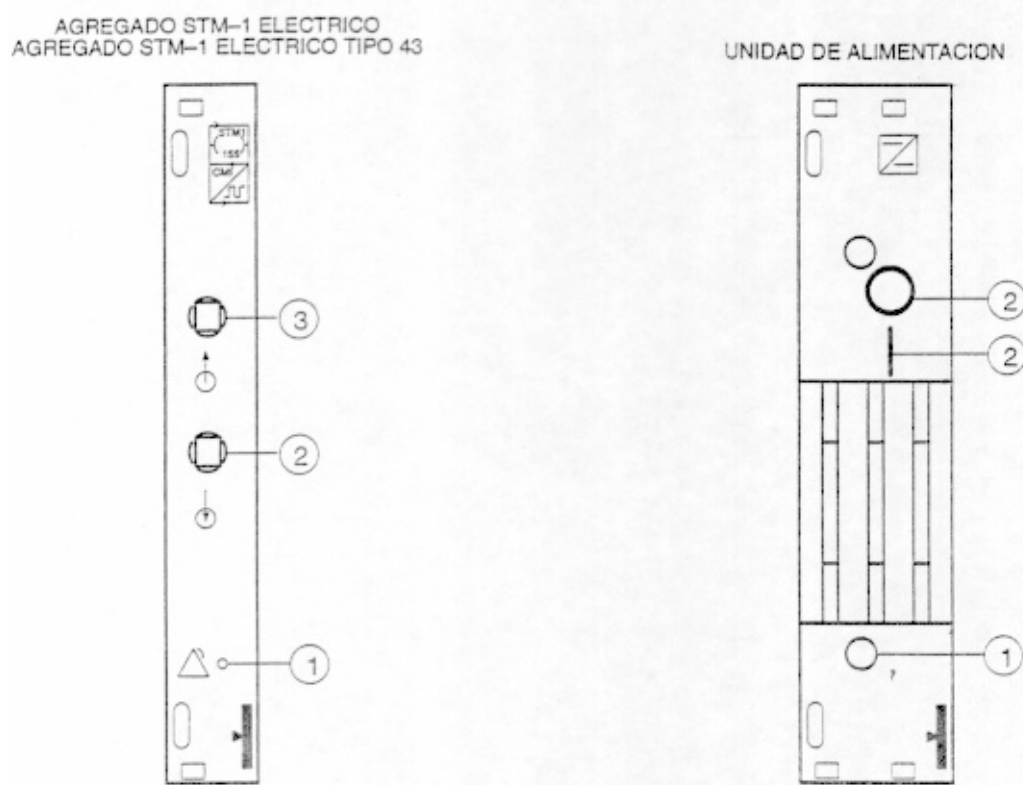 AGREGADO STM–1 ELECTRICO
AGREGADO STM–1 ELECTRICO TIPO 43
UNIDAD DE ALIMENTACION
STM1
155
CMI
3
2
1
2
2
?
1